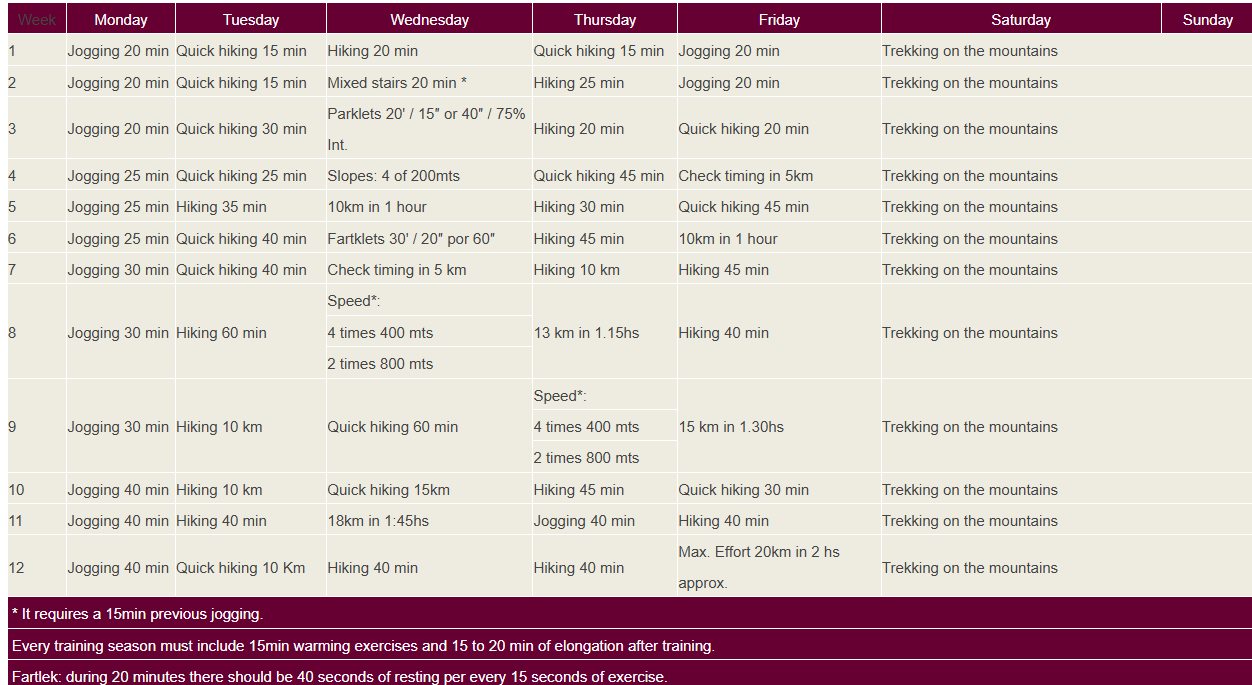 Week Monday Tuesday Wednesday Thursday Friday Saturday Sunday
1 Jogging 20 min Quick hiking 15 min Hiking 20 min Quick hiking 15 min Jogging 20 min Trekking on the mountains
2 Jogging 20 min Quick hiking 15 min Mixed stairs 20 min * Hiking 25 min Jogging 20 min Trekking on the mountains
3 Jogging 20 min Quick hiking 30 min Parklets 20' / 15″ or 40″ / 75% Int. Hiking 20 min Quick hiking 20 min Trekking on the mountains
4 Jogging 25 min Quick hiking 25 min Slopes: 4 of 200mts Quick hiking 45 min Check timing in 5km Trekking on the mountains
5 Jogging 25 min Hiking 35 min 10km in 1 hour Hiking 30 min Quick hiking 45 min Trekking on the mountains
6 Jogging 25 min Quick hiking 40 min Fartklets 30' / 20″ por 60″ Hiking 45 min 10km in 1 hour Trekking on the mountains
7 Jogging 30 min Quick hiking 40 min Check timing in 5 km Hiking 10 km Hiking 45 min Trekking on the mountains
8 Jogging 30 min Hiking 60 min Speed*: 4 times 400 mts 2 times 800 mts 13 km in 1.15hs Hiking 40 min Trekking on the mountains
9 Jogging 30 min Hiking 10 km Quick hiking 60 min Speed*: 4 times 400 mts 2 times 800 mts 15 km in 1.30hs Trekking on the mountains
10 Jogging 40 min Hiking 10 km Quick hiking 15km Hiking 45 min Quick hiking 30 min Trekking on the mountains
11 Jogging 40 min Hiking 40 min 18km in 1:45hs Jogging 40 min Hiking 40 min Trekking on the mountains
12 Jogging 40 min Quick hiking 10 Km Hiking 40 min Hiking 40 min Max. Effort 20km in 2 hs approx. Trekking on the mountains
* It requires a 15min previous jogging.
Every training season must include 15min warming exercises and 15 to 20 min of elongation after training.
Fartlek: during 20 minutes there should be 40 seconds of resting per every 15 seconds of exercise.